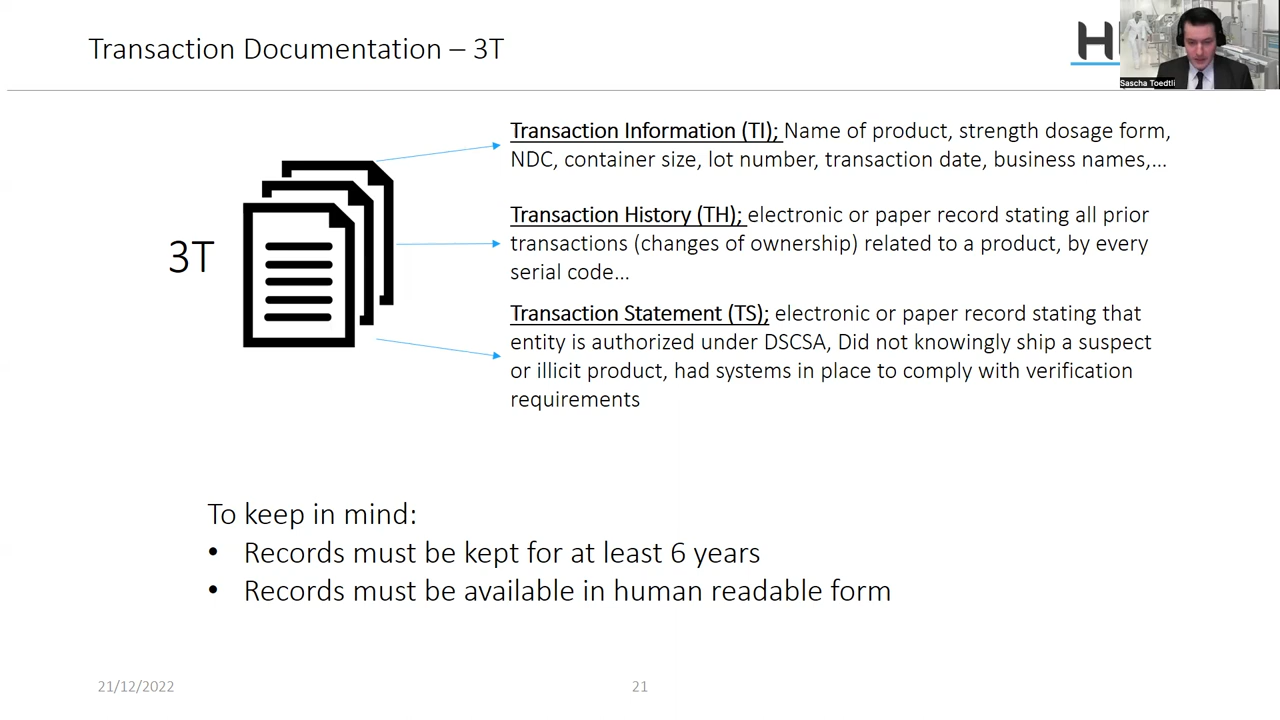 Transaction Documentation – 3T
Sascha Toedtli
Transaction Information (TI); Name of product, strength dosage form,
NDC, container size, lot number, transaction date, business names,...
Transaction History (TH); electronic or paper record stating all prior
transactions (changes of ownership) related to a product, by every
serial code...
3T
Transaction Statement (TS); electronic or paper record stating that
entity is authorized under DSCSA, Did not knowingly ship a suspect
or illicit product, had systems in place to comply with verification
requirements
To keep in mind:
• Records must be kept for at least 6 years
• Records must be available in human readable form
21/12/2022
21